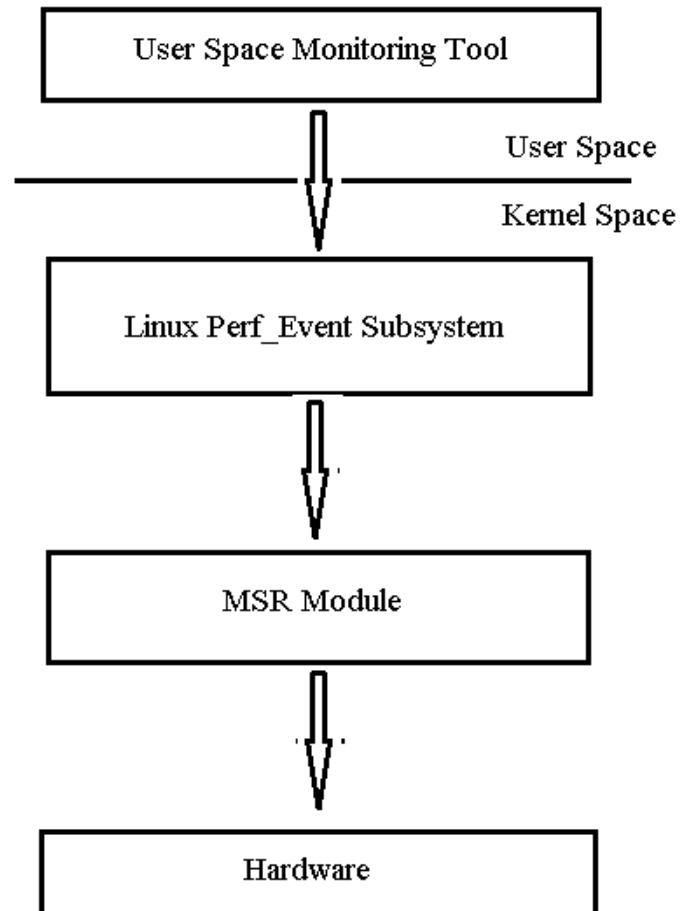 User Space Monitoring Tool
User Space
Kernel Space
Linux Perf_Event Subsystem
MSR Module
Hardware